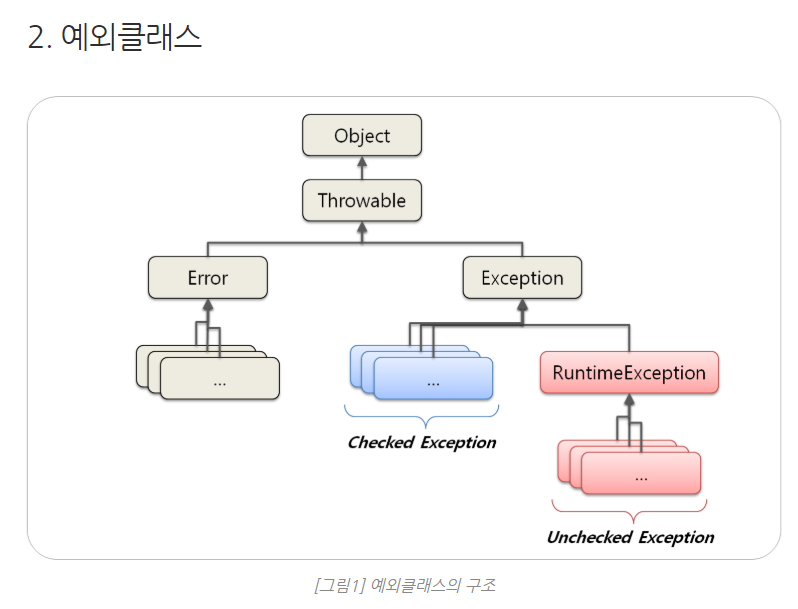 2. 예외클래스
Object
Throwable
Error
Exception
...
...
RuntimeException
Checked Exception
...
Unchecked Exception
[그림1] 예외클래스의 구조